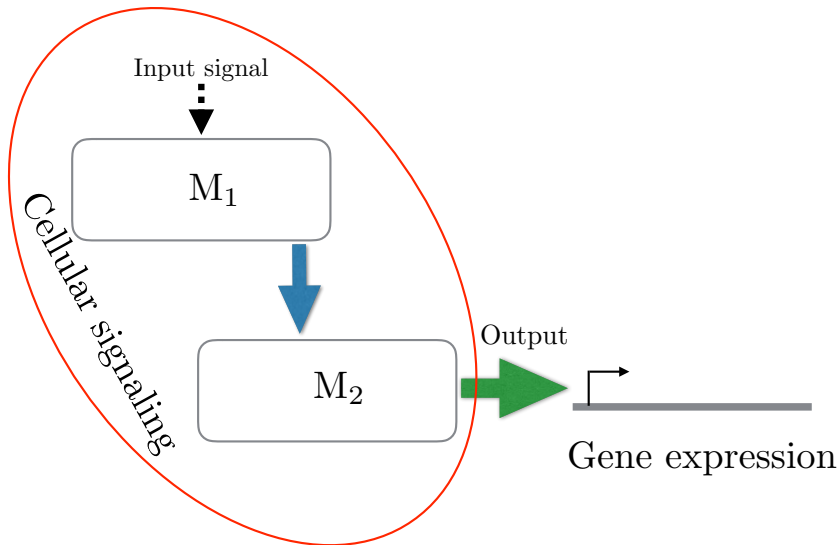 Input signal
M₁
Cellular signaling
M₂
Output
Gene expression